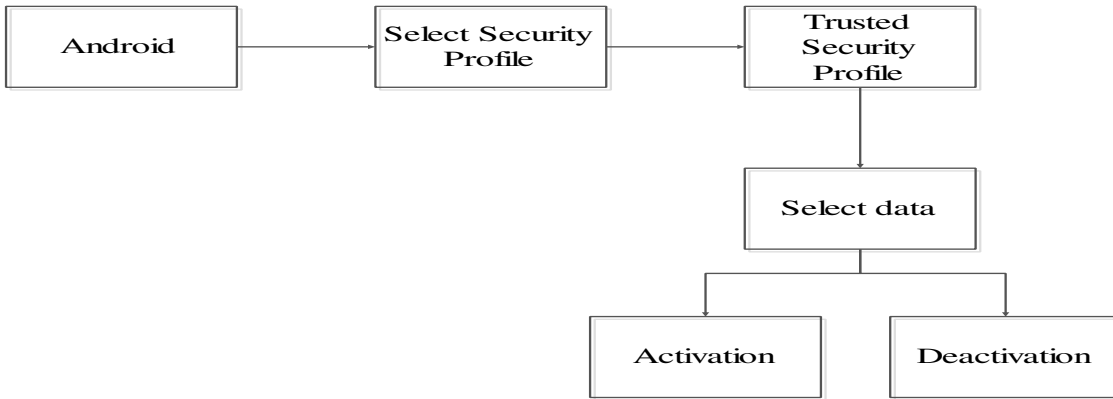 Android
Select Security
Profile
Trusted
Security
Profile
Select data
Activation
Deactivation